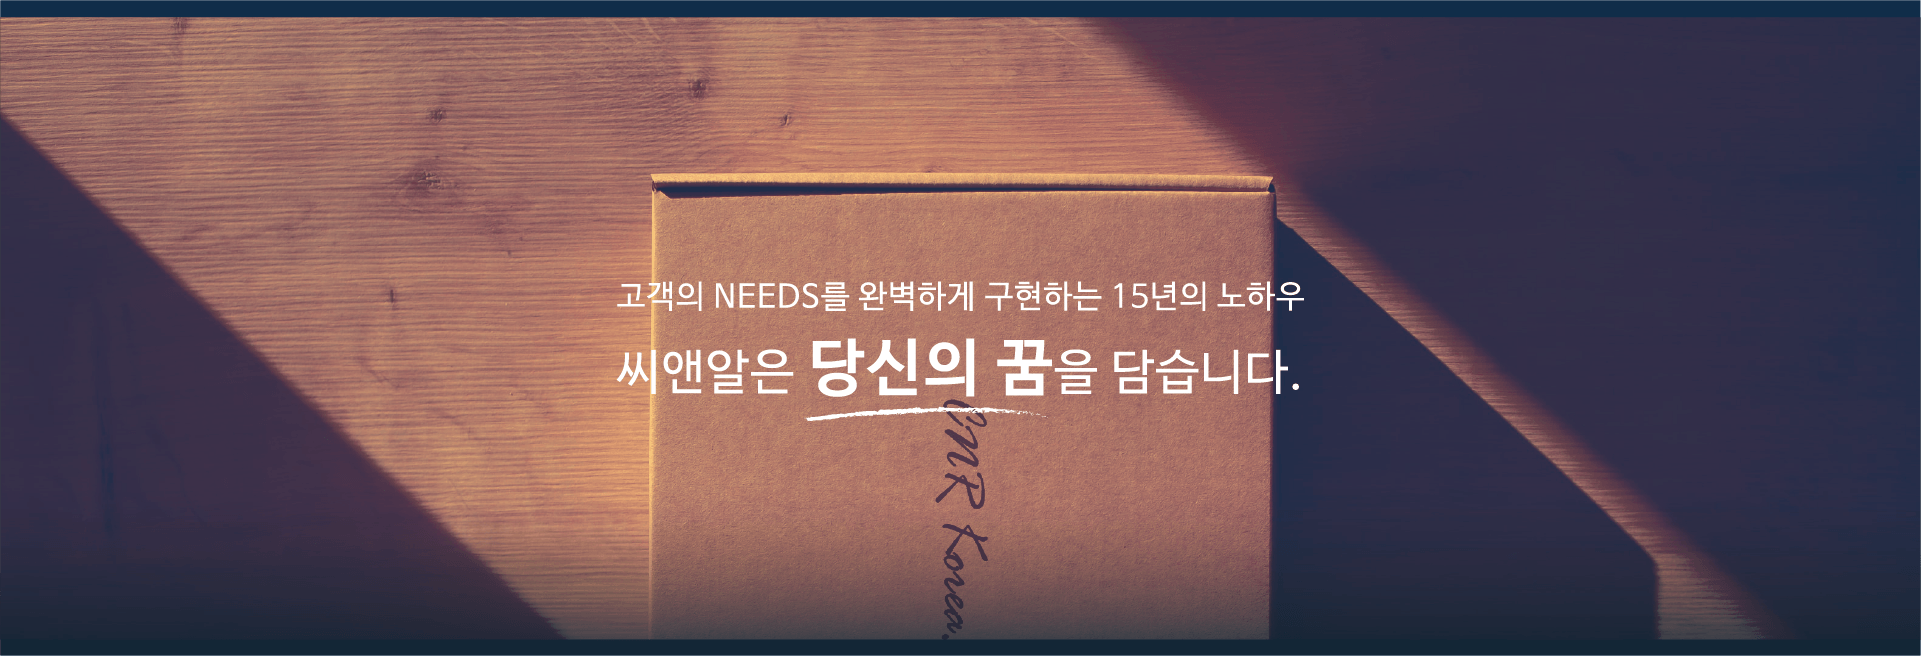 고객의 NEEDS를 완벽하게 구현하는 15년의 노하우
씨앤알은 당신의 꿈을 담습니다.
CMR Korea.